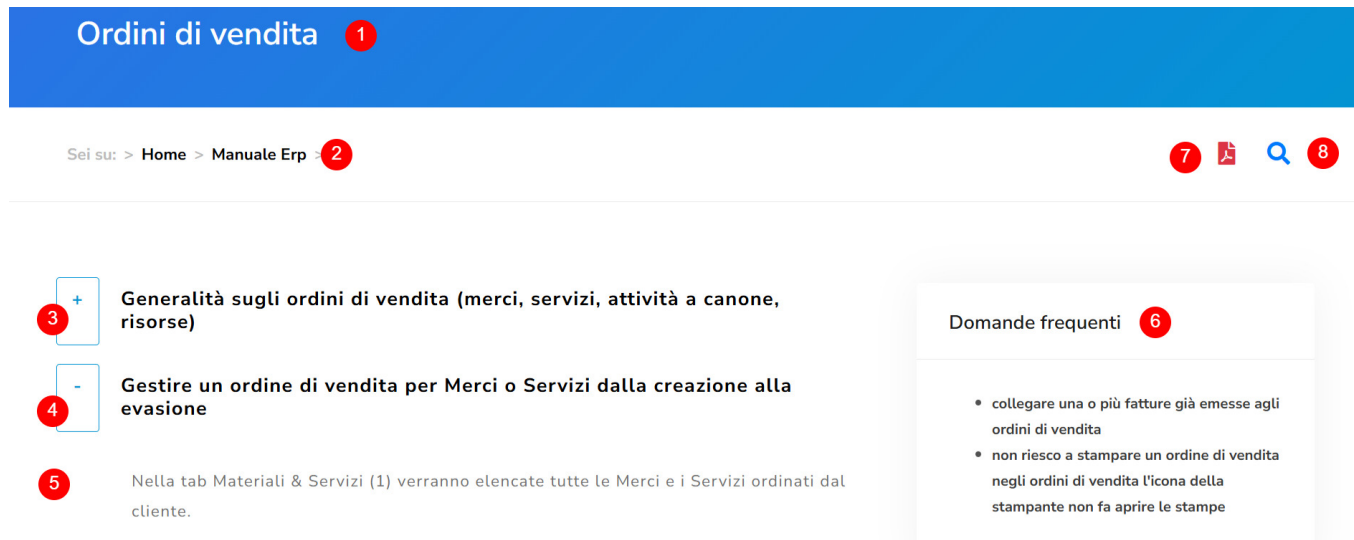 Ordini di vendita 1
Sei su: > Home > Manuale Erp > 2
7 8
3 + Generalità sugli ordini di vendita (merci, servizi, attività a canone,
risorse)
4 - Gestire un ordine di vendita per Merci o Servizi dalla creazione alla
evasione
5 Nella tab Materiali & Servizi (1) verranno elencate tutte le Merci e i Servizi ordinati dal
cliente.
Domande frequenti 6
• collegare una o più fatture già emesse agli
ordini di vendita
• non riesco a stampare un ordine di vendita
negli ordini di vendita l'icona della
stampante non fa aprire le stampe